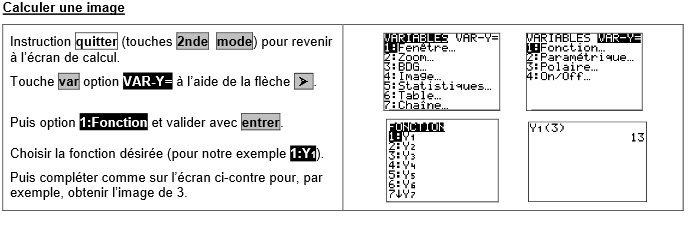 Calculer une image
Instruction quitter (touches 2nde mode) pour revenir
à l'écran de calcul.
Touche var option VAR-Y= à l'aide de la flèche ➤.
Puis option 1:Fonction et valider avec entrer.
Choisir la fonction désirée (pour notre exemple 1:Y1).
Puis compléter comme sur l'écran ci-contre pour, par
exemple, obtenir l'image de 3.
VARIABLES VAR-Y=
1:Fenêtre…
2:Zoom…
3:BDG…
4:Image…
5:Statistiques…
6:Table…
7:Chaîne…
VARIABLES VAR-Y=
1:Fonction…
2:Paramétrique…
3:Polaire…
4:On/Off…
FONCTION
1:Y1
2:Y2
3:Y3
4:Y4
5:Y5
6:Y6
7↓Y7
Y1(3)
13